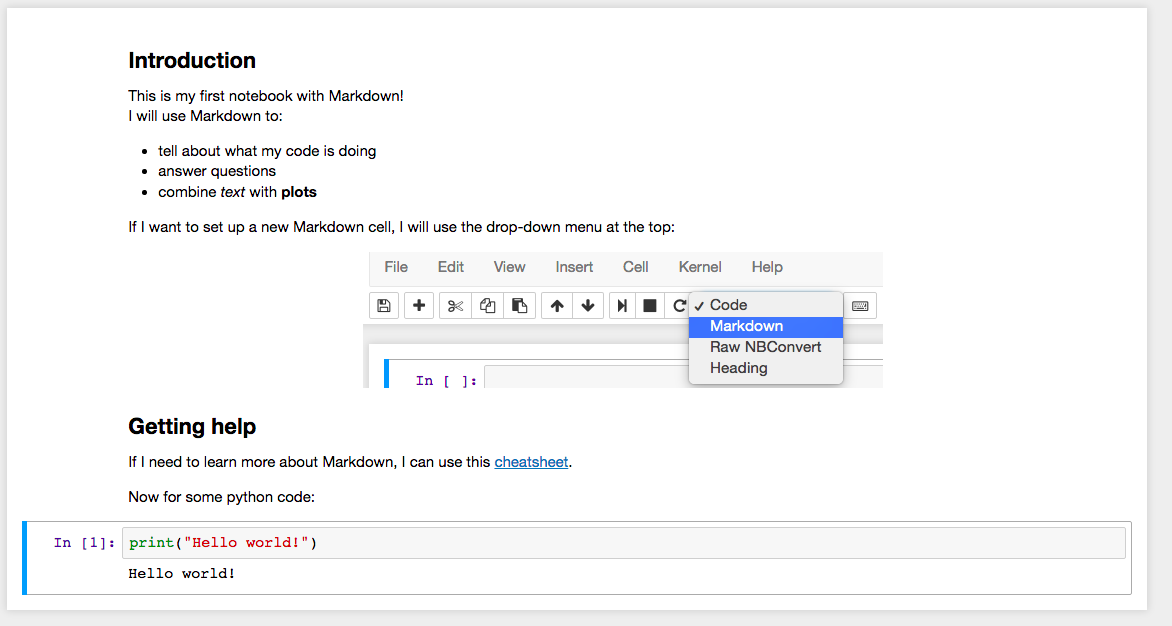 Introduction
This is my first notebook with Markdown!
I will use Markdown to:
tell about what my code is doing
answer questions
combine text with plots
If I want to set up a new Markdown cell, I will use the drop-down menu at the top:
File Edit View Insert Cell Kernel Help
Code
Markdown
Raw NBConvert
Heading
In [ ]:
Getting help
If I need to learn more about Markdown, I can use this cheatsheet.
Now for some python code:
In [1]: print("Hello world!")
Hello world!